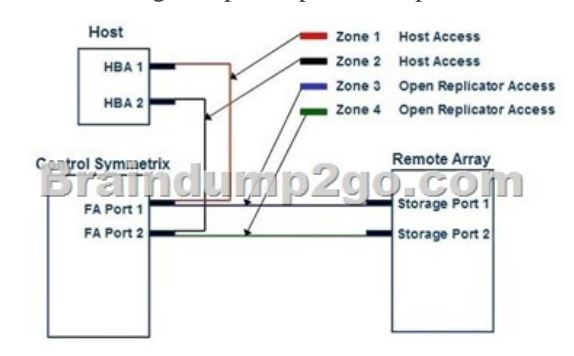 Host
HBA 1
HBA 2
Zone 1 Host Access
Zone 2 Host Access
Zone 3 Open Replicator Access
Zone 4 Open Replicator Access
Control Symmetrix
Remote Array
Braindump2go.com
FA Port 1
FA Port 2
Storage Port 1
Storage Port 2